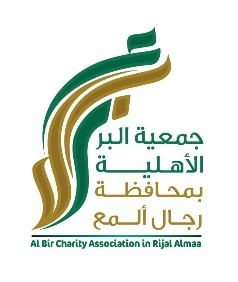 جمعية البر
الأهلية
بمحافظة
رجال ألمع
Al Bir Charity Association in Rijal Almaa